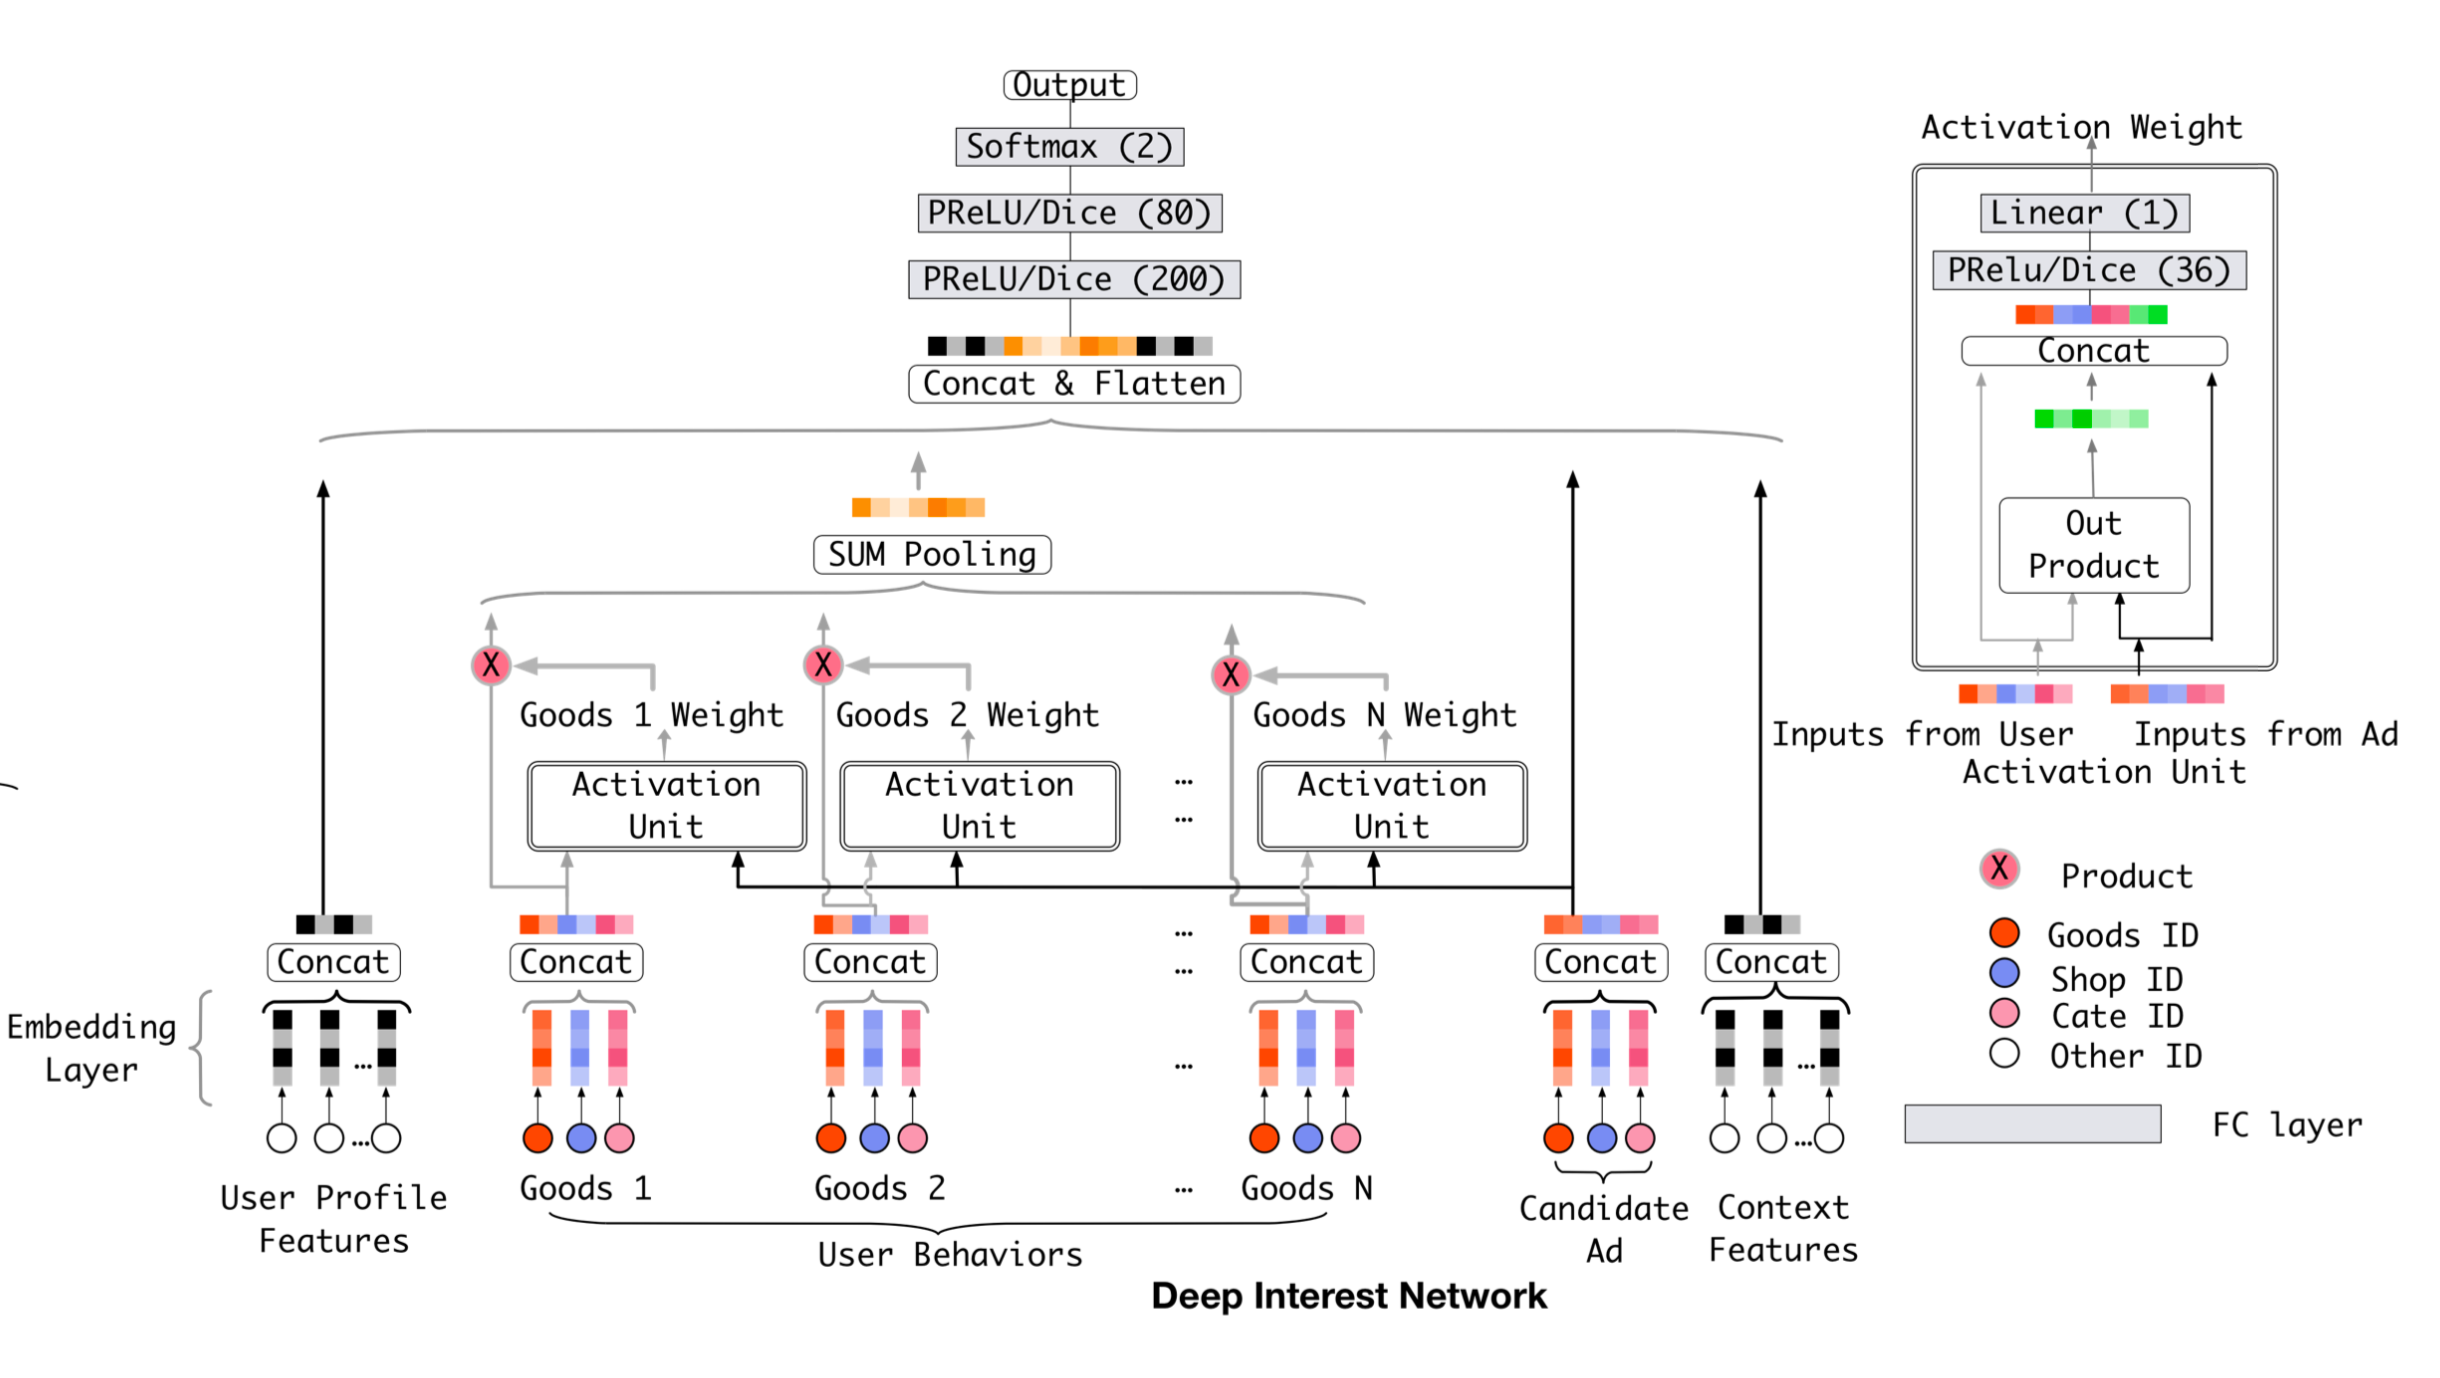 Output
Softmax (2)
PReLU/Dice (80)
PReLU/Dice (200)
Concat & Flatten
SUM Pooling
X
X
X
Goods 1 Weight
Goods 2 Weight
Goods N Weight
Activation
Unit
Activation
Unit
...
...
Activation
Unit
...
...
Concat
Concat
Concat
Concat
Concat
Concat
Embedding
Layer
...
...
...
...
...
User Profile
Features
Goods 1
Goods 2
...
Goods N
User Behaviors
Candidate
Ad
Context
Features
Deep Interest Network
Activation Weight
Linear (1)
PRelu/Dice (36)
Concat
Out
Product
Inputs from User
Inputs from Ad
Activation Unit
X
Product
Goods ID
Shop ID
Cate ID
Other ID
FC layer